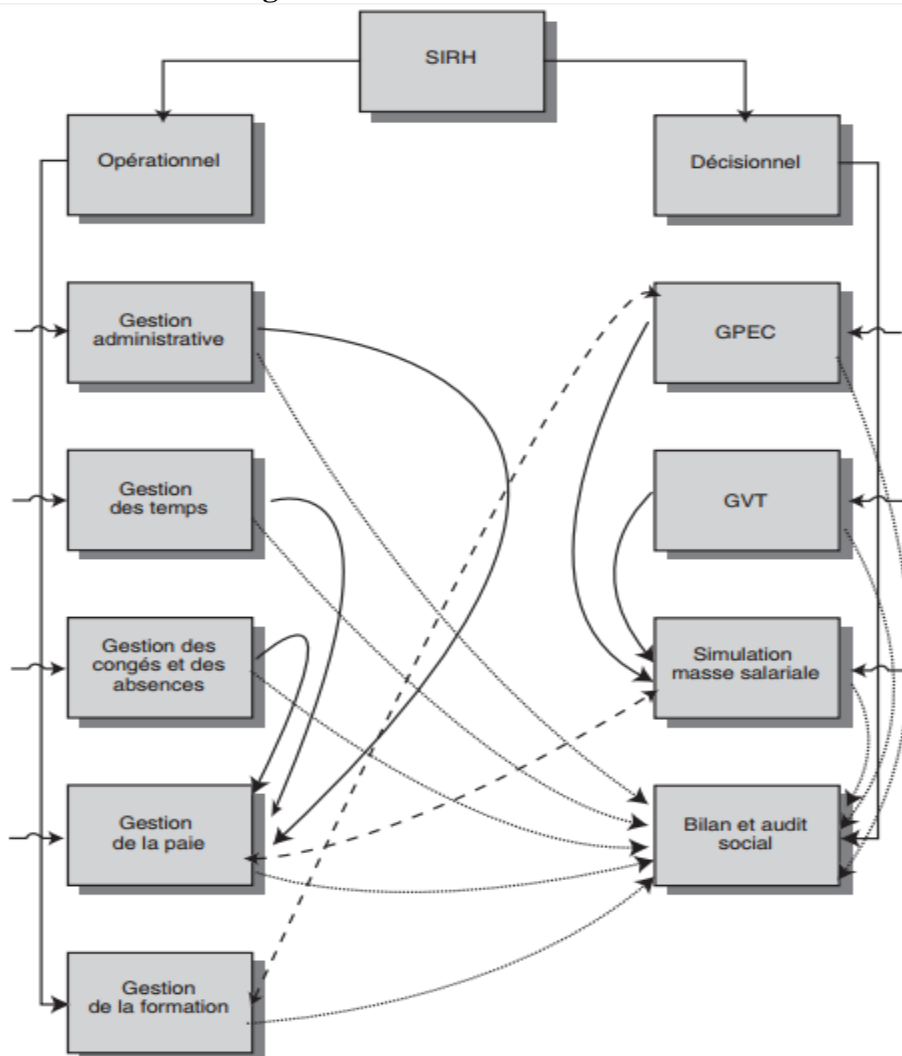 SIRH
Opérationnel
Décisionnel
Gestion
administrative
GPEC
Gestion
des temps
GVT
Gestion des
congés et des
absences
Simulation
masse salariale
Gestion
de la paie
Bilan et audit
social
Gestion
de la formation